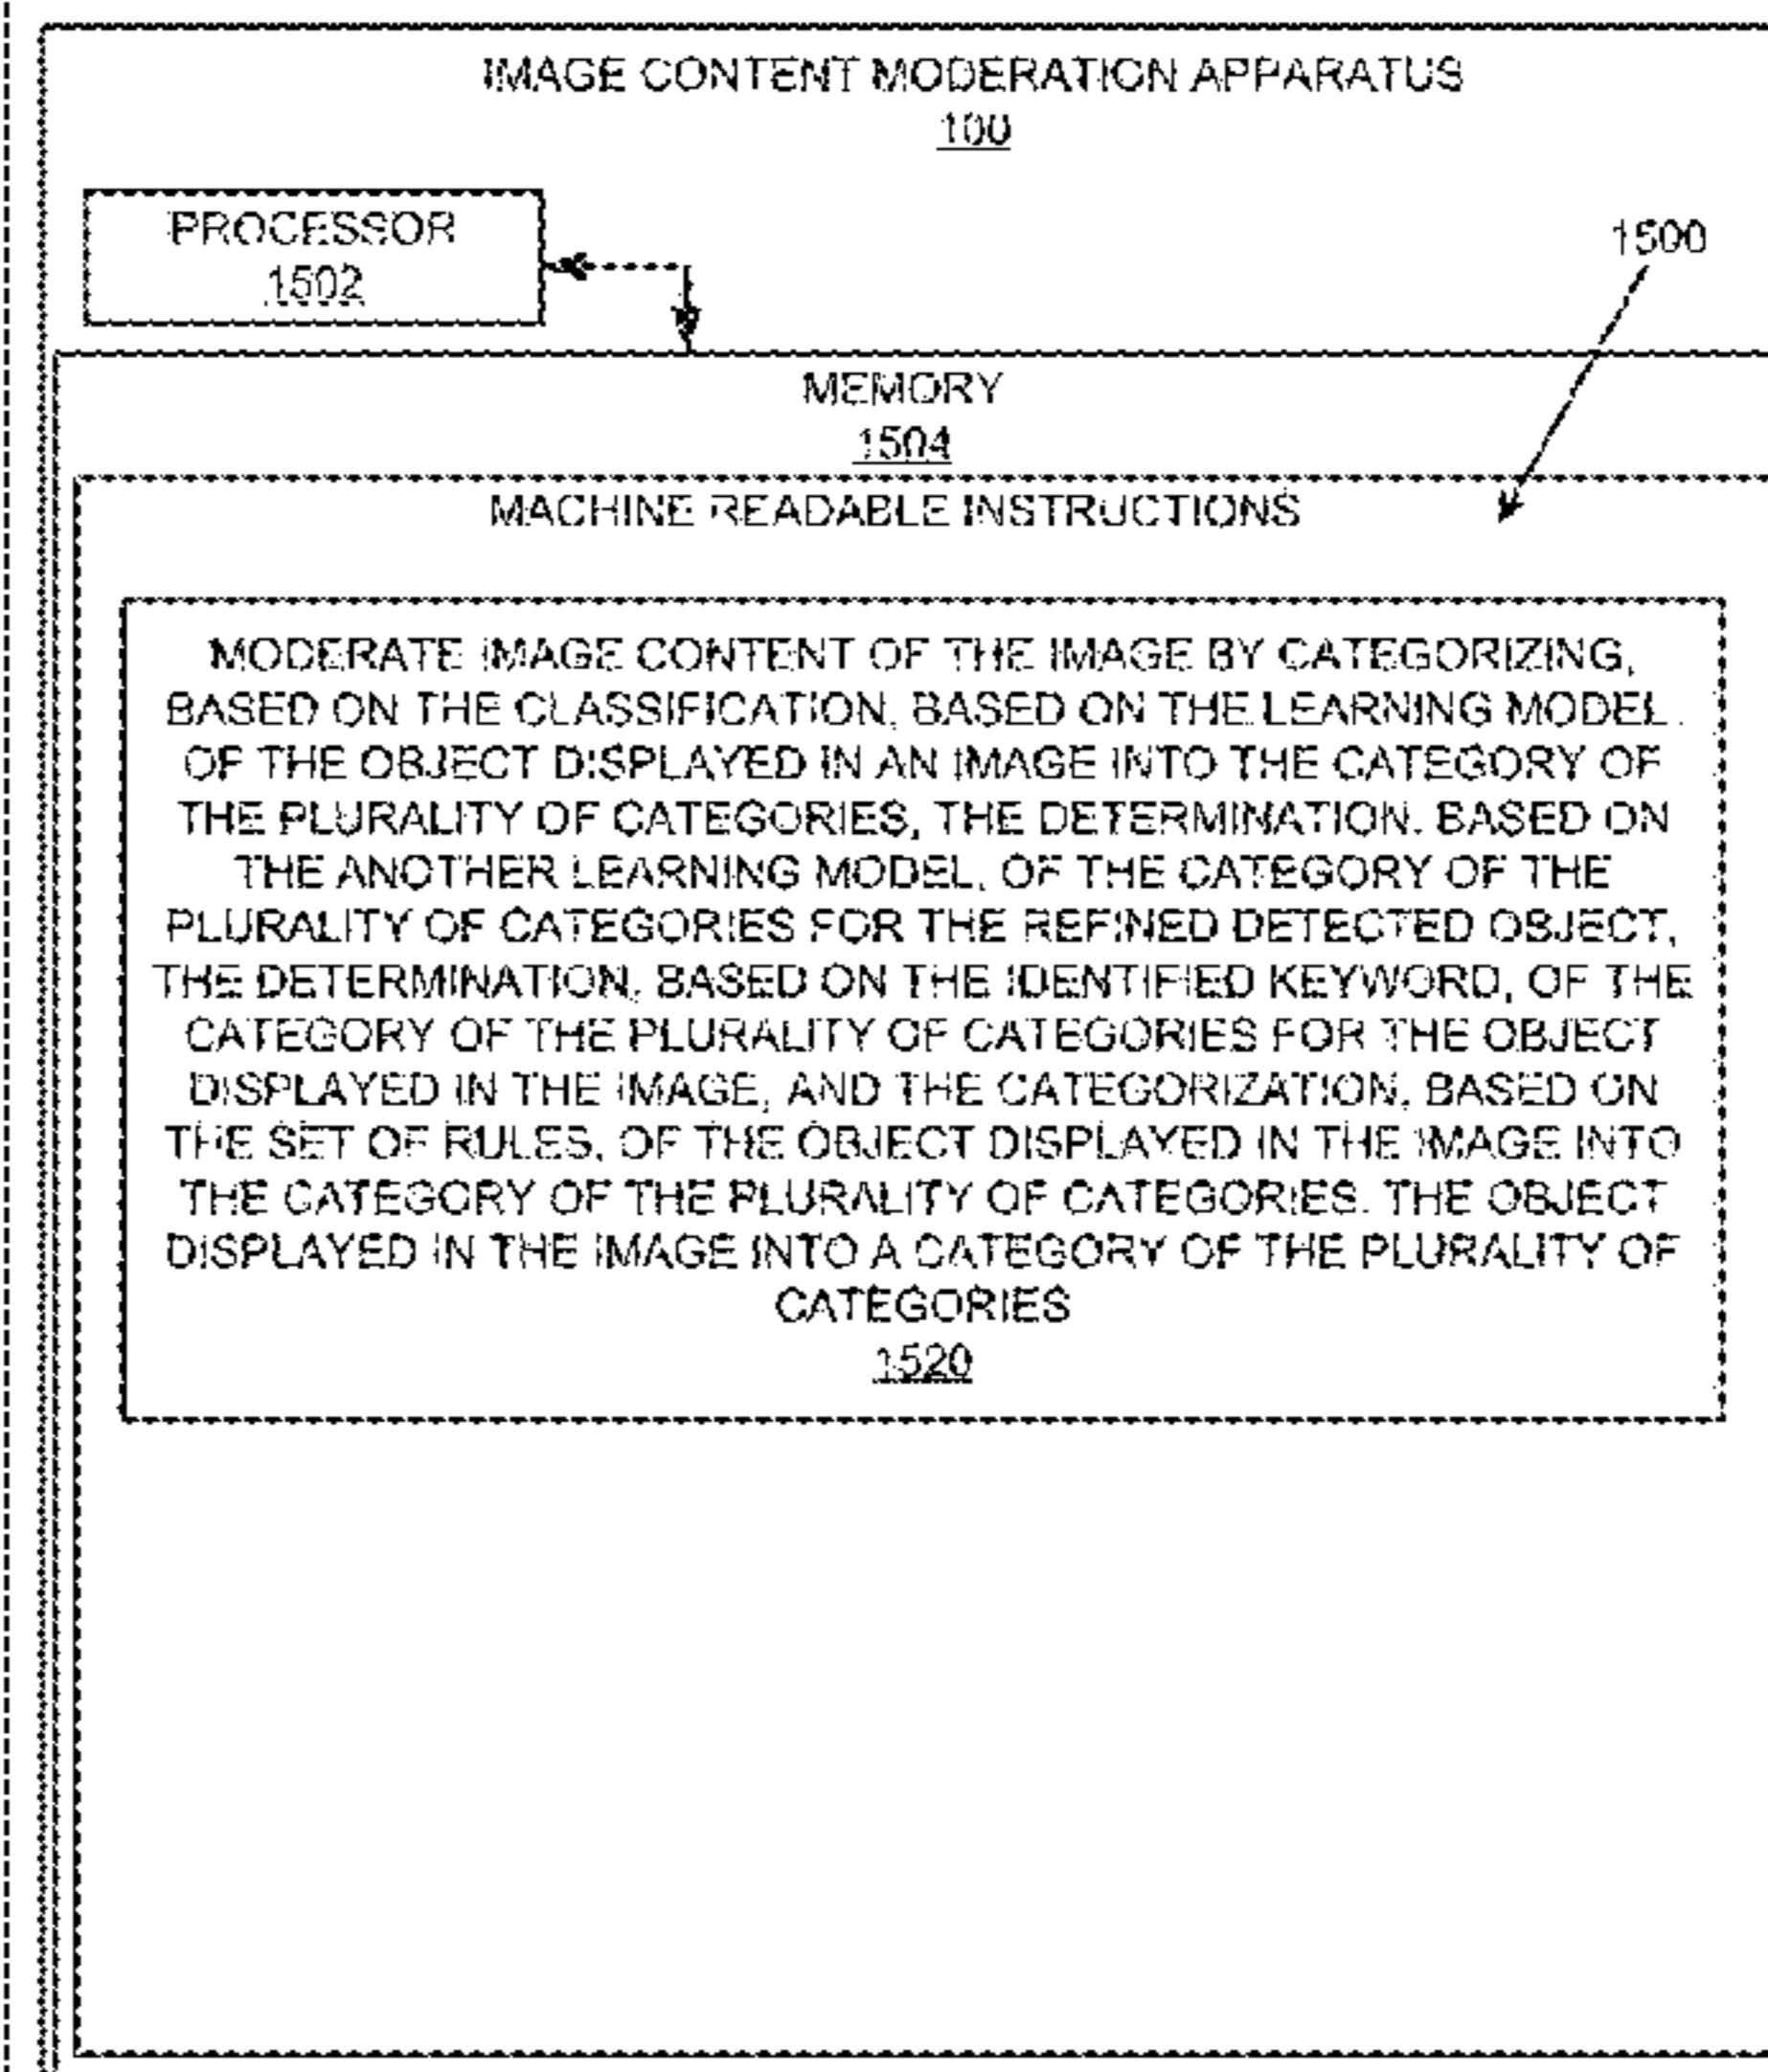 IMAGE CONTENT MODERATION APPARATUS
100
PROCESSOR
1502
1500
MEMORY
1504
MACHINE READABLE INSTRUCTIONS
MODERATE IMAGE CONTENT OF THE IMAGE BY CATEGORIZING,
BASED ON THE CLASSIFICATION, BASED ON THE LEARNING MODEL,
OF THE OBJECT DISPLAYED IN AN IMAGE INTO THE CATEGORY OF
THE PLURALITY OF CATEGORIES, THE DETERMINATION, BASED ON
THE ANOTHER LEARNING MODEL, OF THE CATEGORY OF THE
PLURALITY OF CATEGORIES FOR THE REFINED DETECTED OBJECT,
THE DETERMINATION, BASED ON THE IDENTIFIED KEYWORD, OF THE
CATEGORY OF THE PLURALITY OF CATEGORIES FOR THE OBJECT
DISPLAYED IN THE IMAGE, AND THE CATEGORIZATION, BASED ON
THE SET OF RULES, OF THE OBJECT DISPLAYED IN THE IMAGE INTO
THE CATEGORY OF THE PLURALITY OF CATEGORIES, THE OBJECT
DISPLAYED IN THE IMAGE INTO A CATEGORY OF THE PLURALITY OF
CATEGORIES
1520